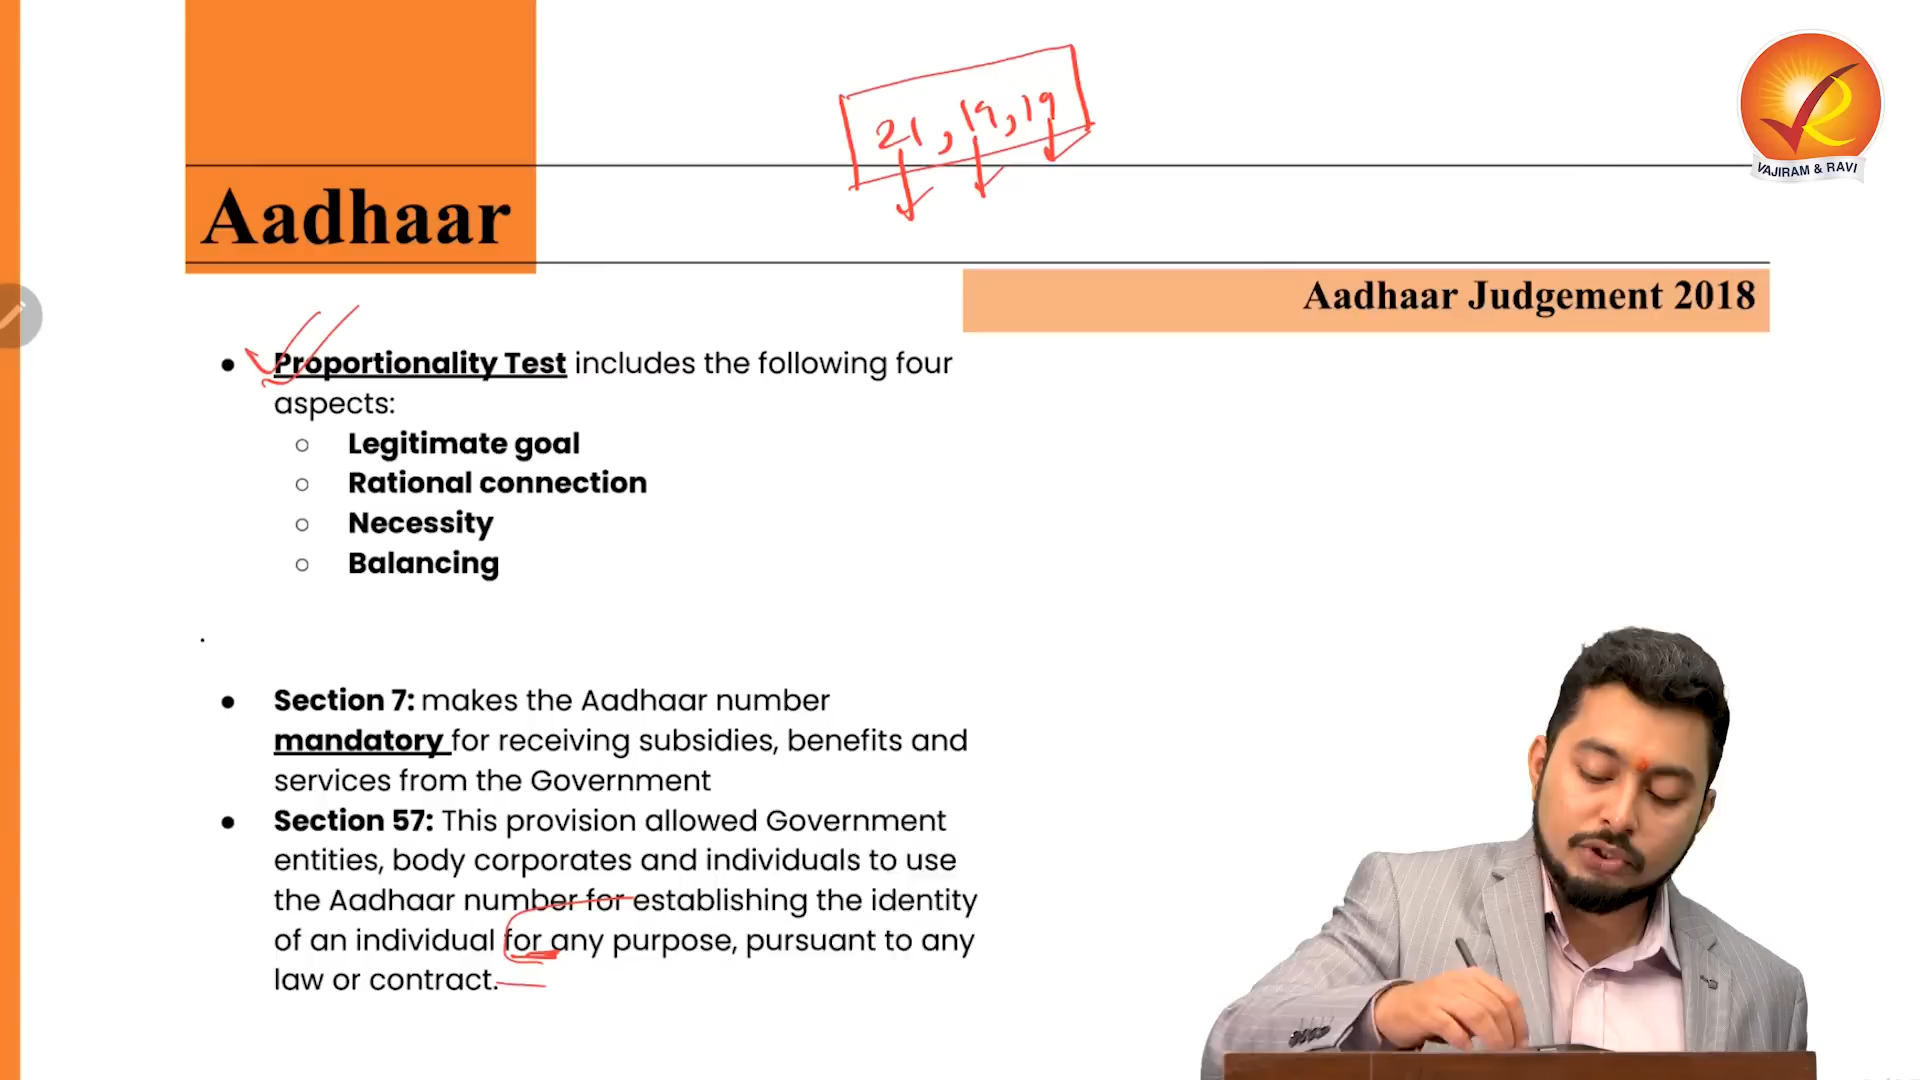 21, 19, 19
VAJIRAM & RAVI
Aadhaar
Aadhaar Judgement 2018
● Proportionality Test includes the following four
aspects:
○ Legitimate goal
○ Rational connection
○ Necessity
○ Balancing
.
● Section 7: makes the Aadhaar number
mandatory for receiving subsidies, benefits and
services from the Government
● Section 57: This provision allowed Government
entities, body corporates and individuals to use
the Aadhaar number for establishing the identity
of an individual for any purpose, pursuant to any
law or contract.